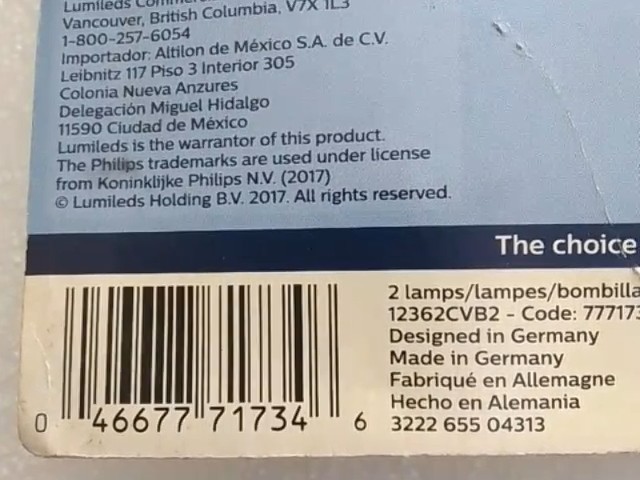 Lumileds
Vancouver, British Columbia, V7X 1L3
1-800-257-6054
Importador: Altilon de México S.A. de C.V.
Leibnitz 117 Piso 3 Interior 305
Colonia Nueva Anzures
Delegación Miguel Hidalgo
11590 Ciudad de México
Lumileds is the warrantor of this product.
The Philips trademarks are used under license
from Koninklijke Philips N.V. (2017)
© Lumileds Holding B.V. 2017. All rights reserved.
The choice
2 lamps/lampes/bombilla
12362CVB2 - Code: 777173
Designed in Germany
Made in Germany
Fabriqué en Allemagne
Hecho en Alemania
3222 655 04313
0 46677 71734 6